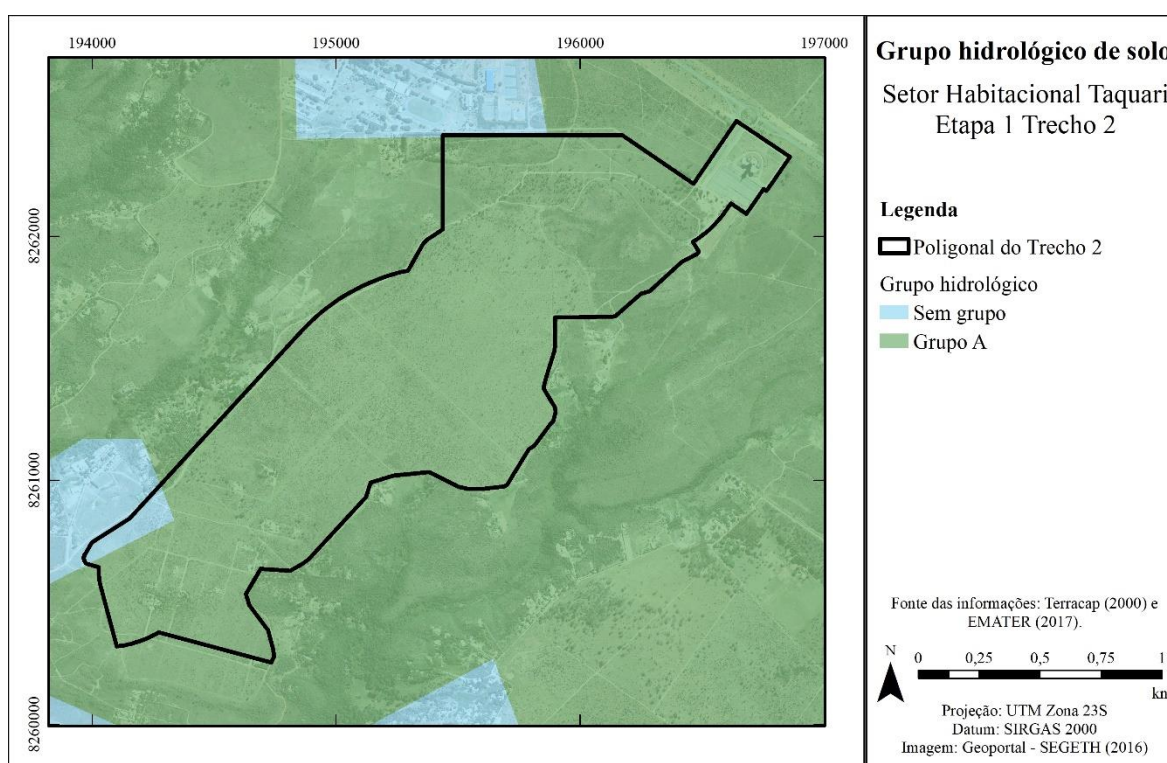 194000
195000
196000
197000
8262000
8261000
8260000
Grupo hidrológico de solo
Setor Habitacional Taquari
Etapa 1 Trecho 2
Legenda
Poligonal do Trecho 2
Grupo hidrológico
Sem grupo
Grupo A
Fonte das informações: Terracap (2000) e
EMATER (2017).
N
0 0,25 0,5 0,75 1
km
Projeção: UTM Zona 23S
Datum: SIRGAS 2000
Imagem: Geoportal - SEGETH (2016)